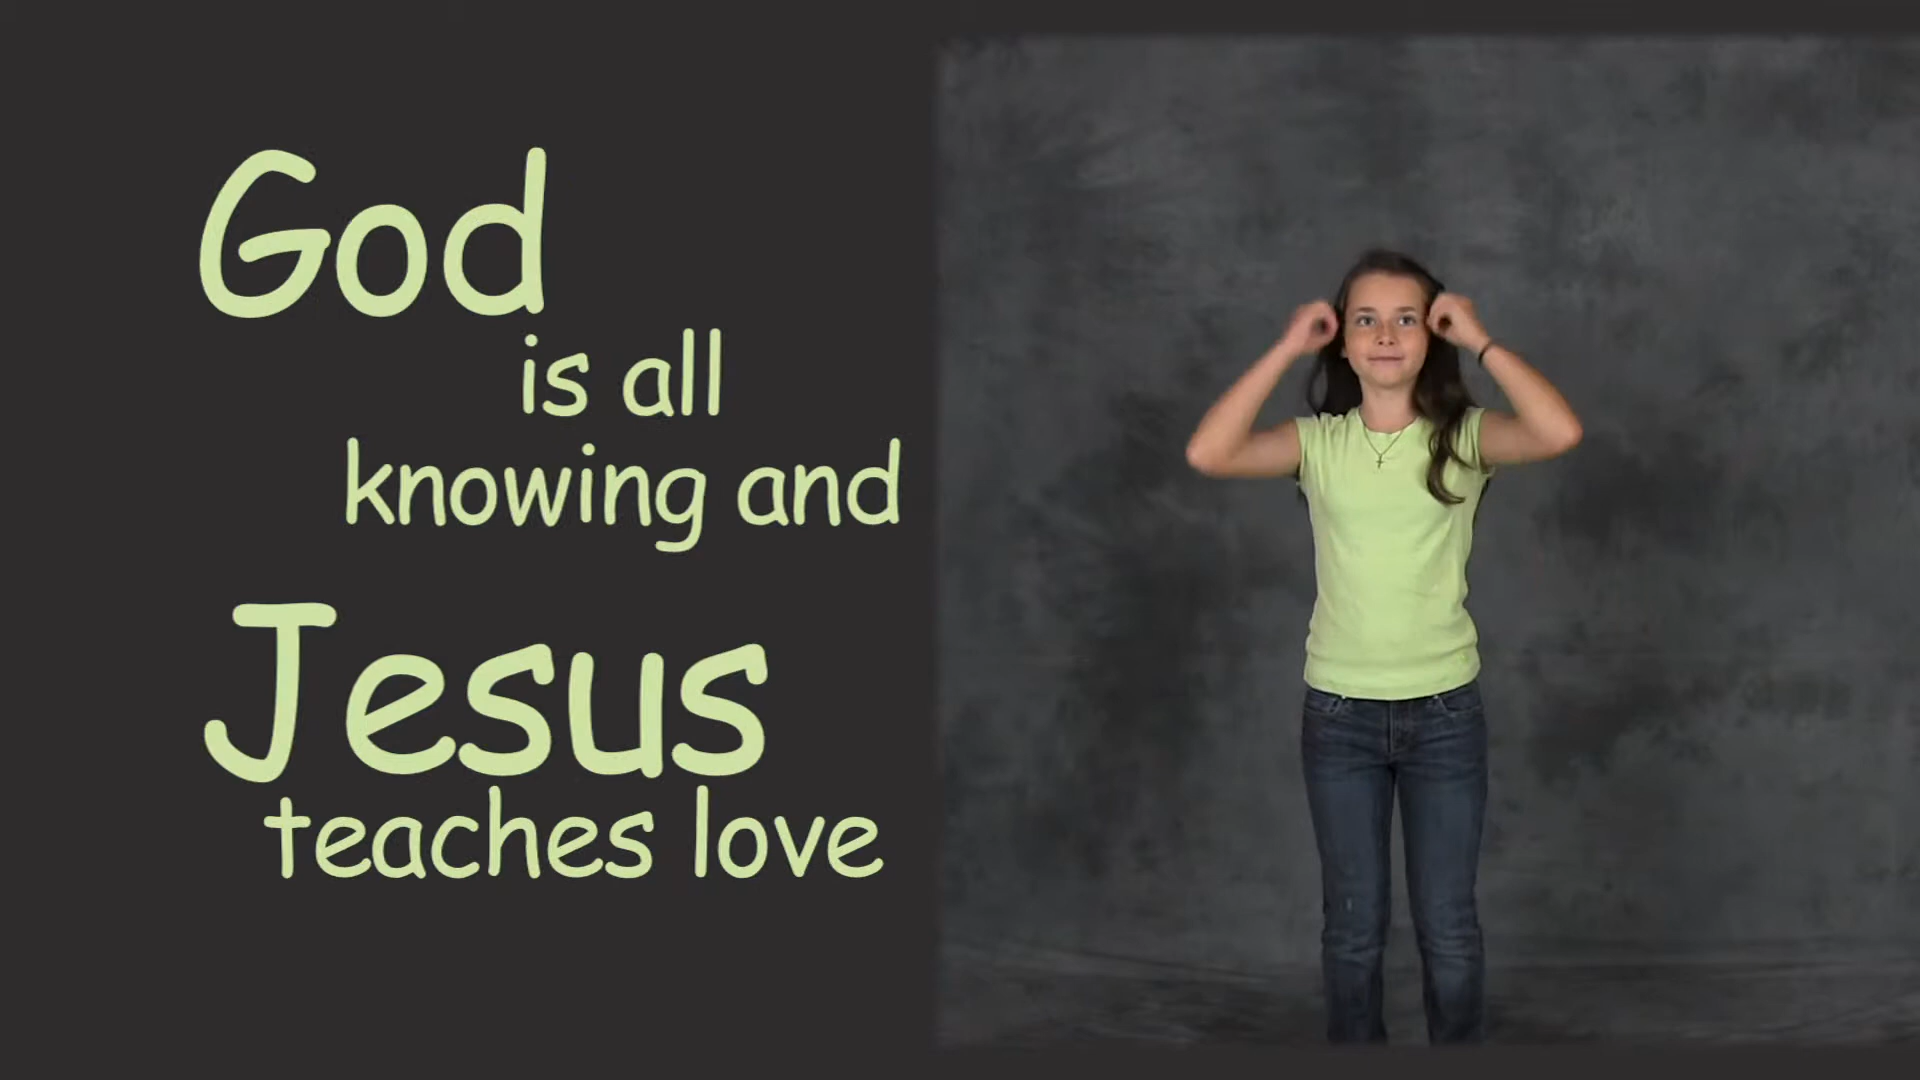 God
is all
knowing and
Jesus
teaches love